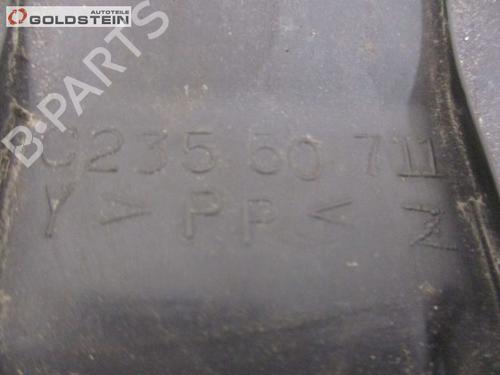 AUTOTEILE
GOLDSTEIN
B-PARTS
C235 50 711
Y > PP < N